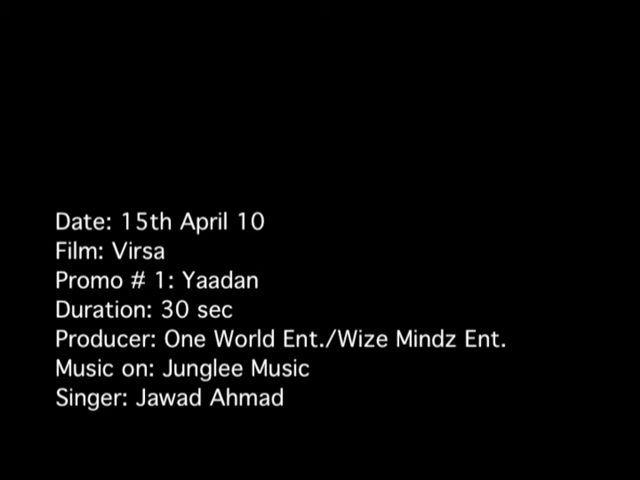 Date: 15th April 10
Film: Virsa
Promo # 1: Yaadan
Duration: 30 sec
Producer: One World Ent./Wize Mindz Ent.
Music on: Junglee Music
Singer: Jawad Ahmad